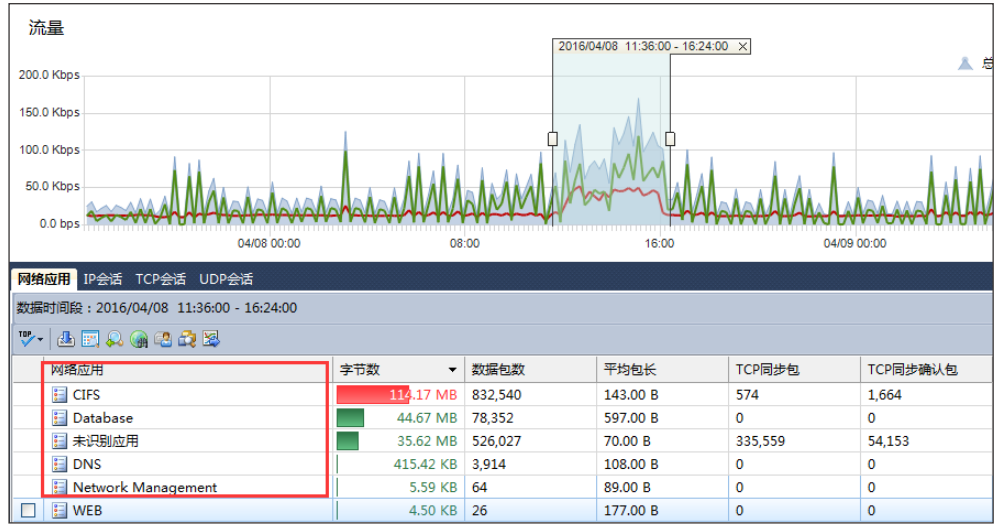 流量
2016/04/08 11:36:00 - 16:24:00 ×
总
200.0 Kbps
150.0 Kbps
100.0 Kbps
50.0 Kbps
0.0 bps
04/08 00:00 08:00 16:00 04/09 00:00
网络应用 IP会话 TCP会话 UDP会话
数据时间段：2016/04/08 11:36:00 - 16:24:00
TOP
网络应用 字节数 数据包数 平均包长 TCP同步包 TCP同步确认包
CIFS 114.17 MB 832,540 143.00 B 574 1,664
Database 44.67 MB 78,352 597.00 B 0 0
未识别应用 35.62 MB 526,027 70.00 B 335,559 54,153
DNS 415.42 KB 3,914 108.00 B 0 0
Network Management 5.59 KB 64 89.00 B 0 0
WEB 4.50 KB 26 177.00 B 0 0